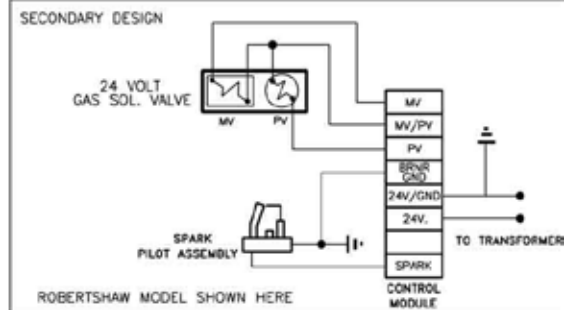 SECONDARY DESIGN
24 VOLT
GAS SOL. VALVE
MV PV
MV
MV/PV
PV
BRNR
GND
24V/GND
24V.
TO TRANSFORMER
SPARK
PILOT ASSEMBLY
SPARK
CONTROL
MODULE
ROBERTSHAW MODEL SHOWN HERE